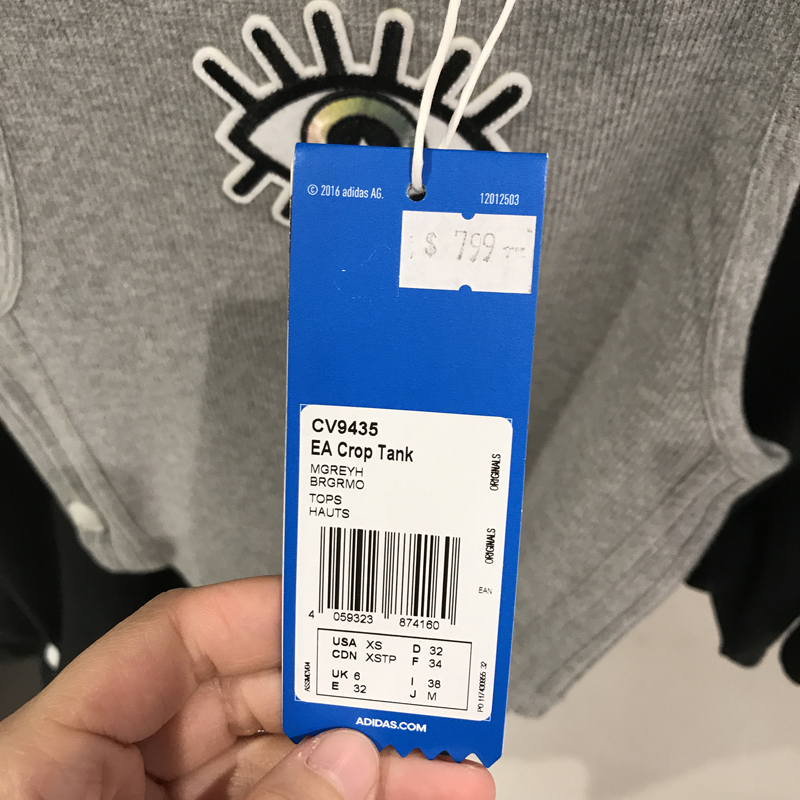 © 2016 adidas AG.
12012503
$ 799
CV9435
EA Crop Tank
MGREYH
BRGRMO
TOPS
HAUTS
ORIGINALS
ORIGINALS
EAN
4 059323 874160
USA XS D 32
CDN XSTP F 34
UK 6 I 38
E 32 J M
ADIDAS.COM